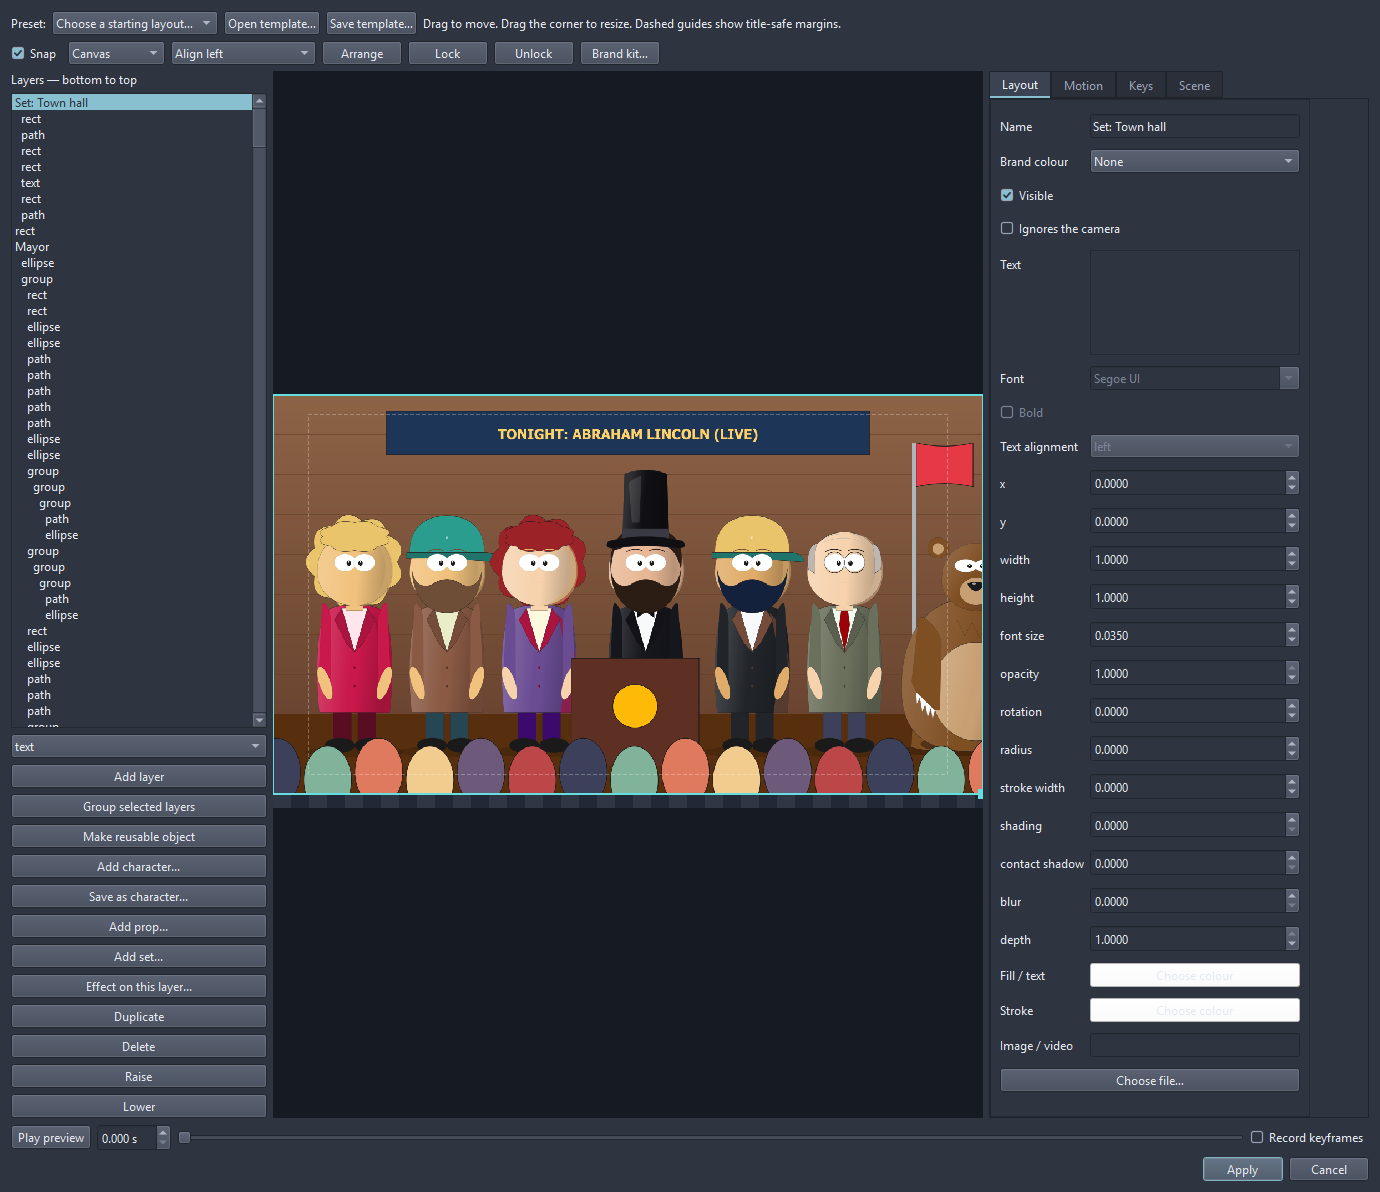 Preset: Choose a starting layout... Open template... Save template... Drag to move. Drag the corner to resize. Dashed guides show title-safe margins.
Snap Canvas Align left Arrange Lock Unlock Brand kit...
Layers — bottom to top
Set: Town hall
rect
path
rect
rect
text
rect
path
rect
Mayor
ellipse
group
rect
rect
ellipse
ellipse
path
path
path
path
path
ellipse
ellipse
group
group
group
path
ellipse
group
group
group
path
ellipse
rect
ellipse
ellipse
path
path
path
group
text
Add layer
Group selected layers
Make reusable object
Add character...
Save as character...
Add prop...
Add set...
Effect on this layer...
Duplicate
Delete
Raise
Lower
TONIGHT: ABRAHAM LINCOLN (LIVE)
Layout Motion Keys Scene
Name Set: Town hall
Brand colour None
Visible
Ignores the camera
Text
Font Segoe UI
Bold
Text alignment left
x 0.0000
y 0.0000
width 1.0000
height 1.0000
font size 0.0350
opacity 1.0000
rotation 0.0000
radius 0.0000
stroke width 0.0000
shading 0.0000
contact shadow 0.0000
blur 0.0000
depth 1.0000
Fill / text Choose colour
Stroke Choose colour
Image / video
Choose file...
Play preview 0.000 s Record keyframes
Apply Cancel